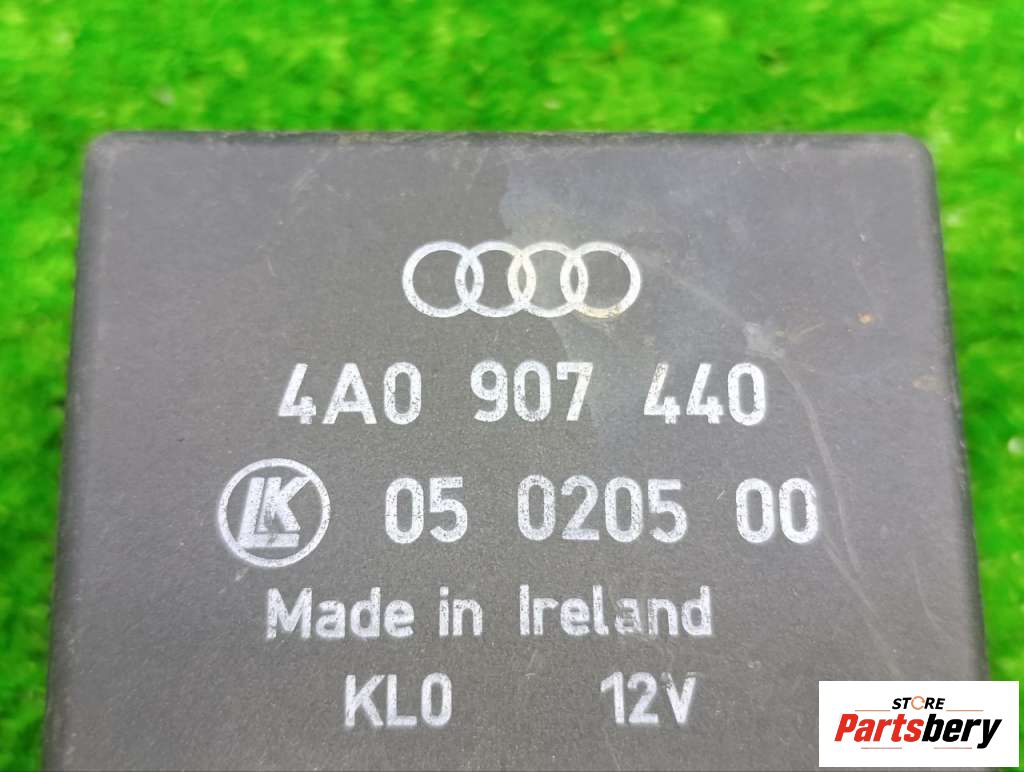 4A0 907 440
LK 05 0205 00
Made in Ireland
KL0 12V
STORE
Partsbery